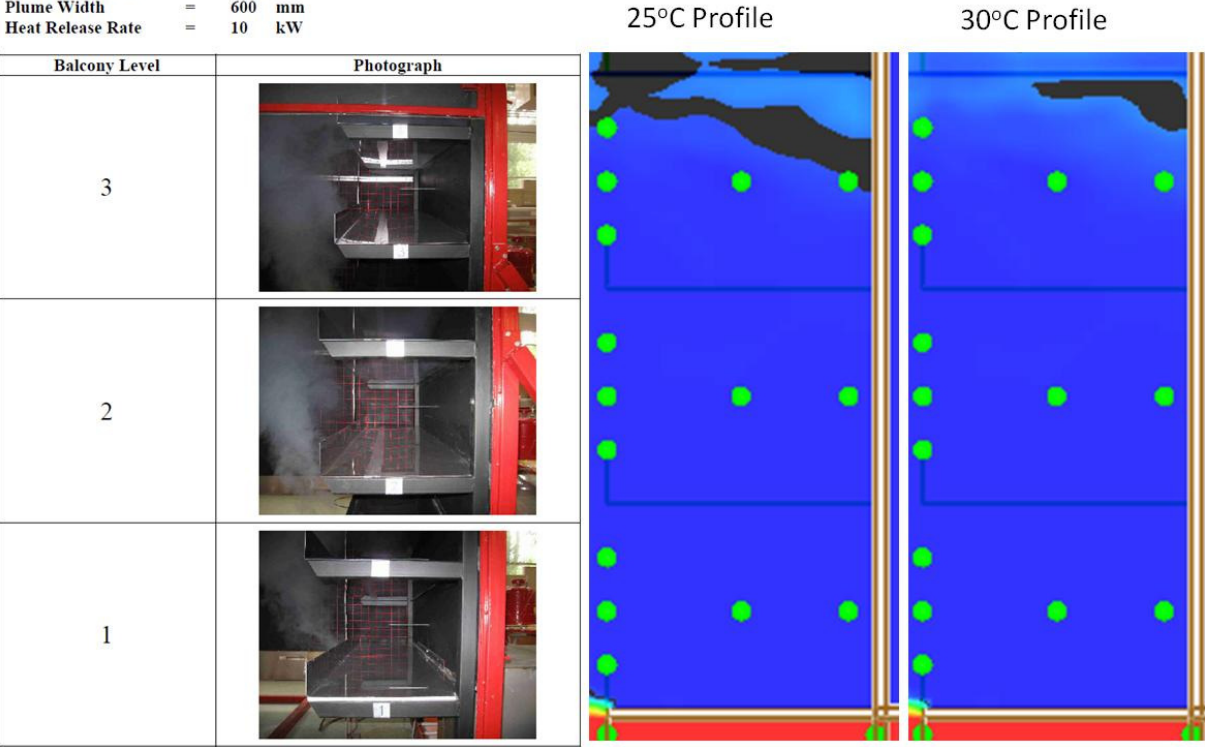 Plume Width = 600 mm
Heat Release Rate = 10 kW
25°C Profile
30°C Profile
Balcony Level
Photograph
3
2
1
1